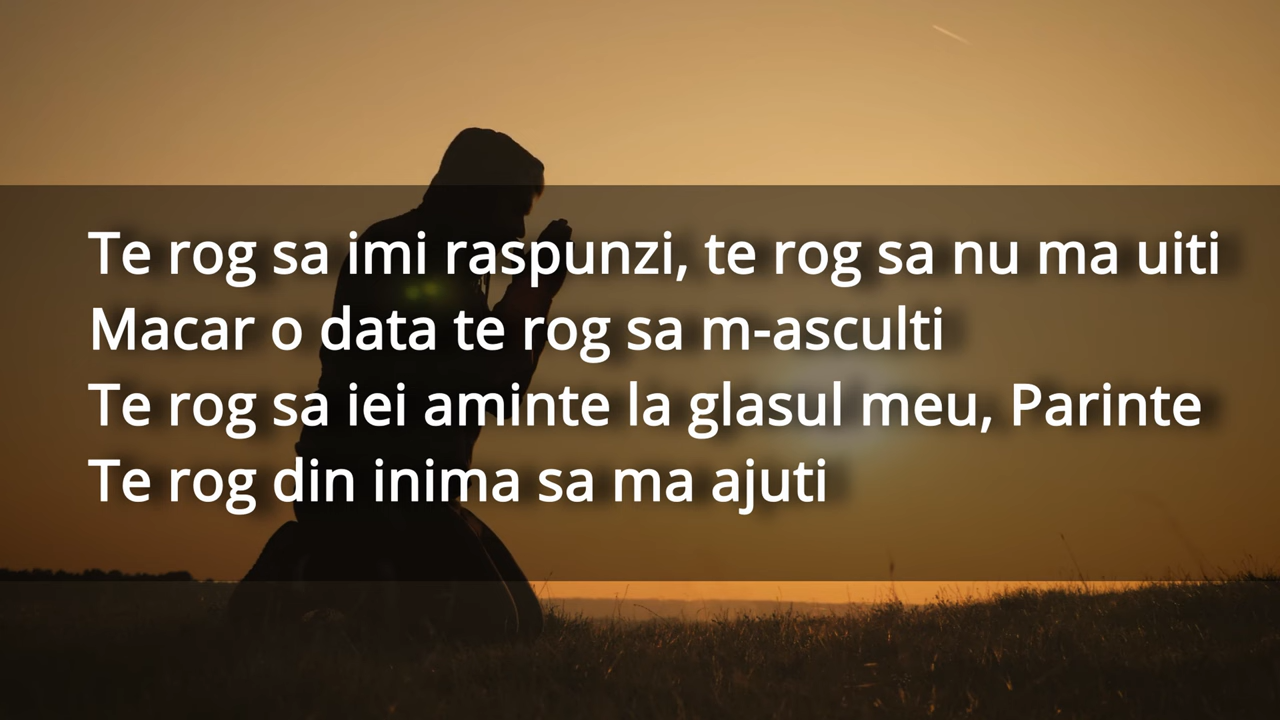 Te rog sa imi raspunzi, te rog sa nu ma uiti
Macar o data te rog sa m-asculti
Te rog sa iei aminte la glasul meu, Parinte
Te rog din inima sa ma ajuti